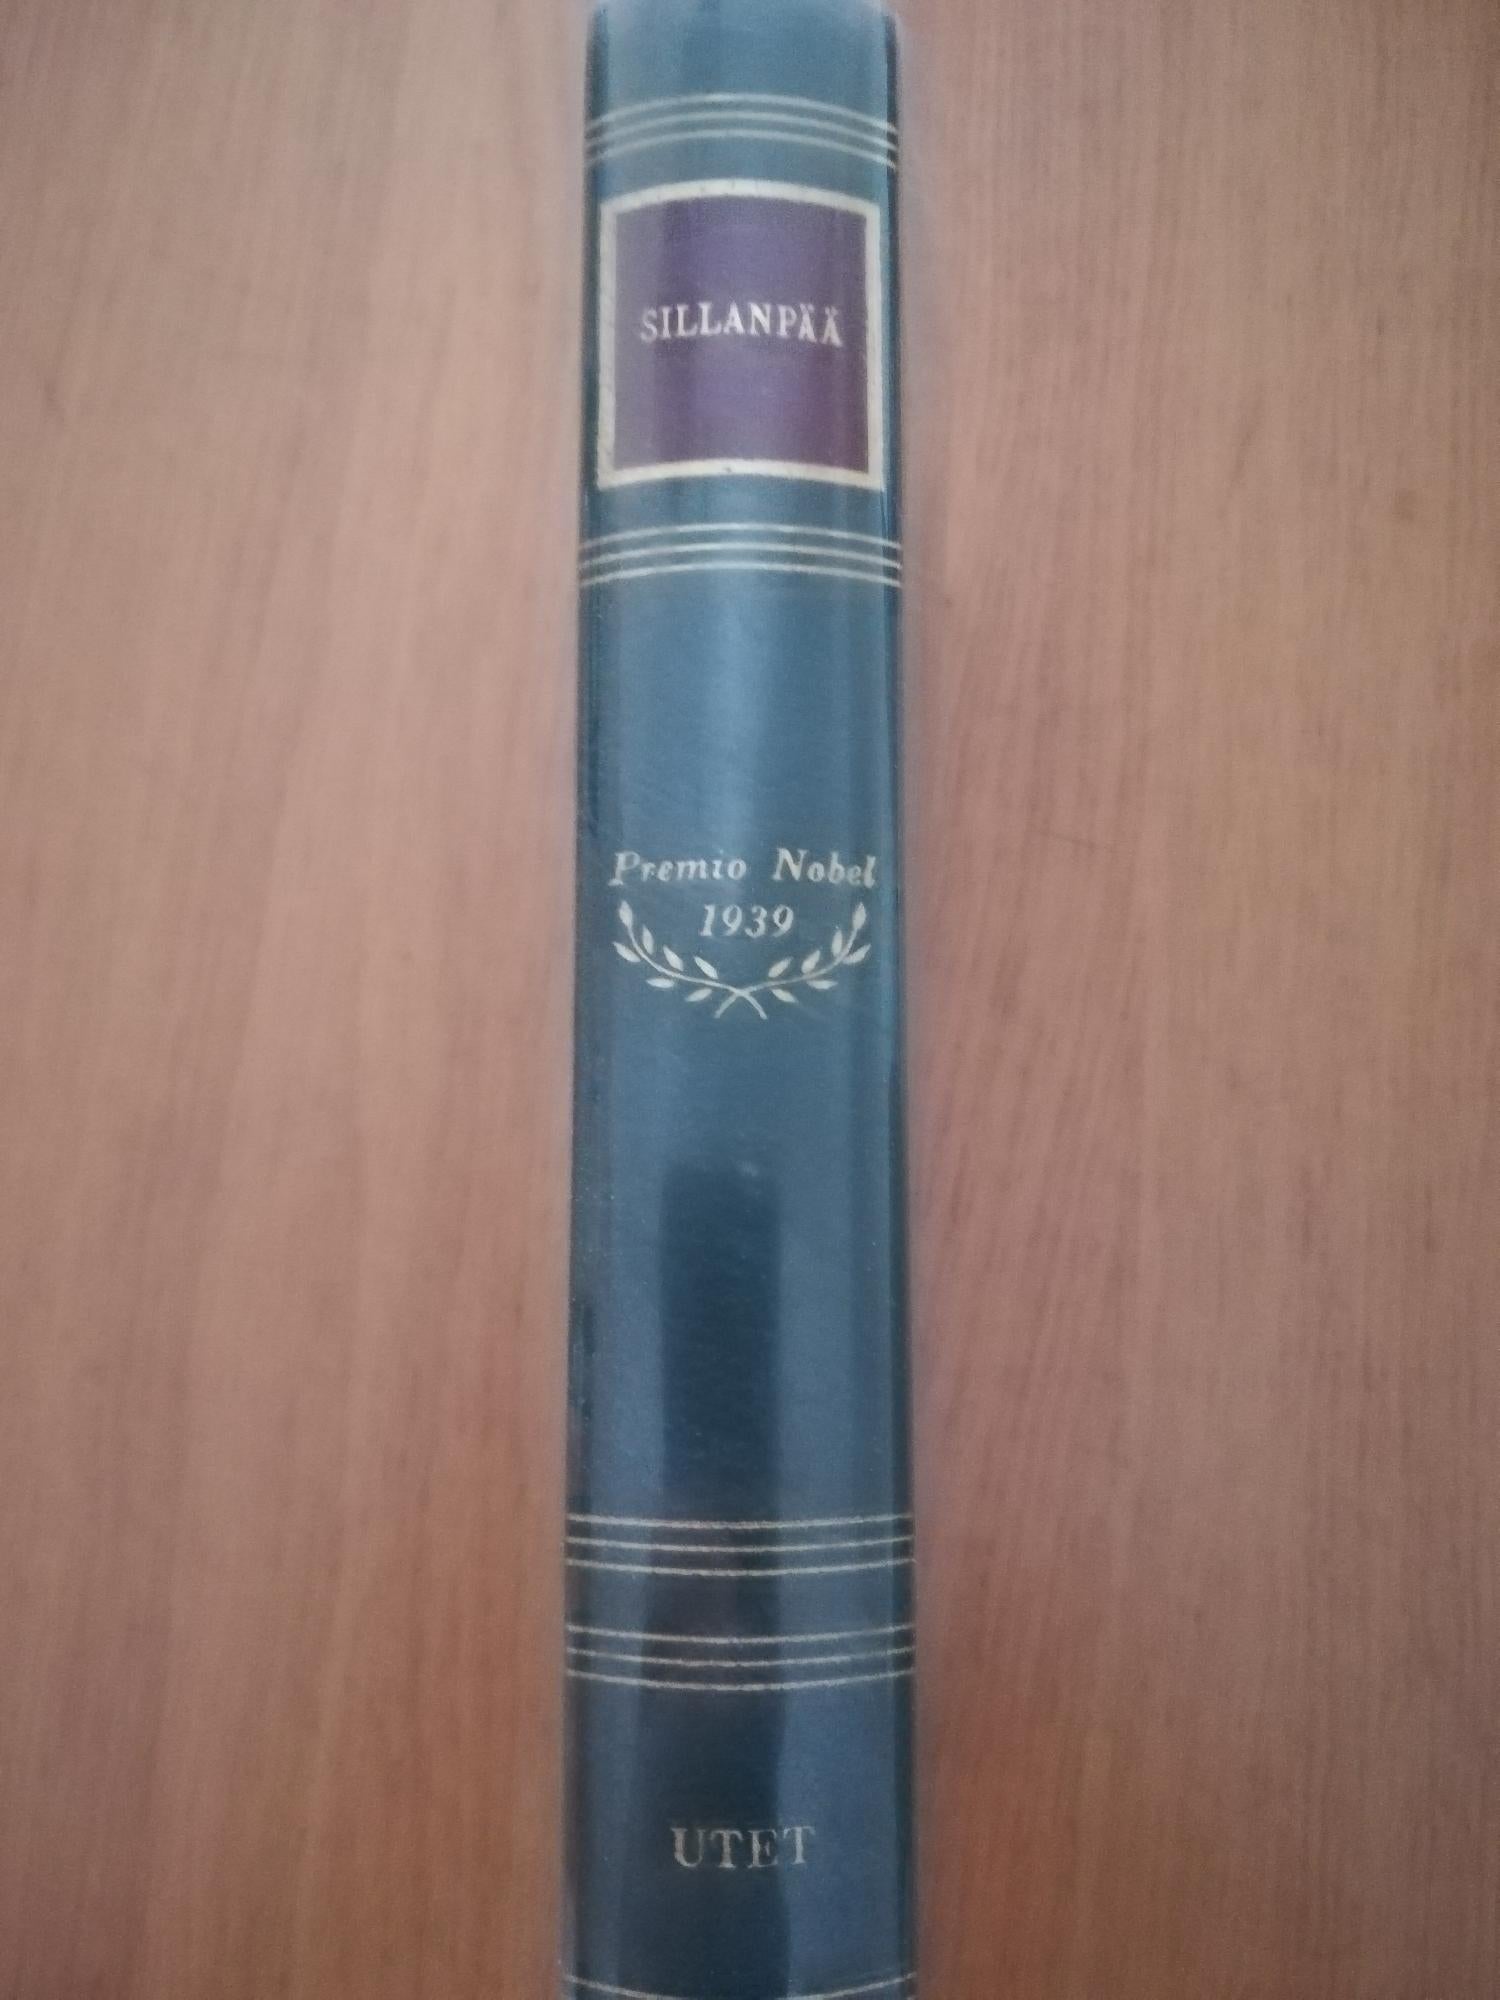 SILLANPÄÄ
Premio Nobel
1939
UTET